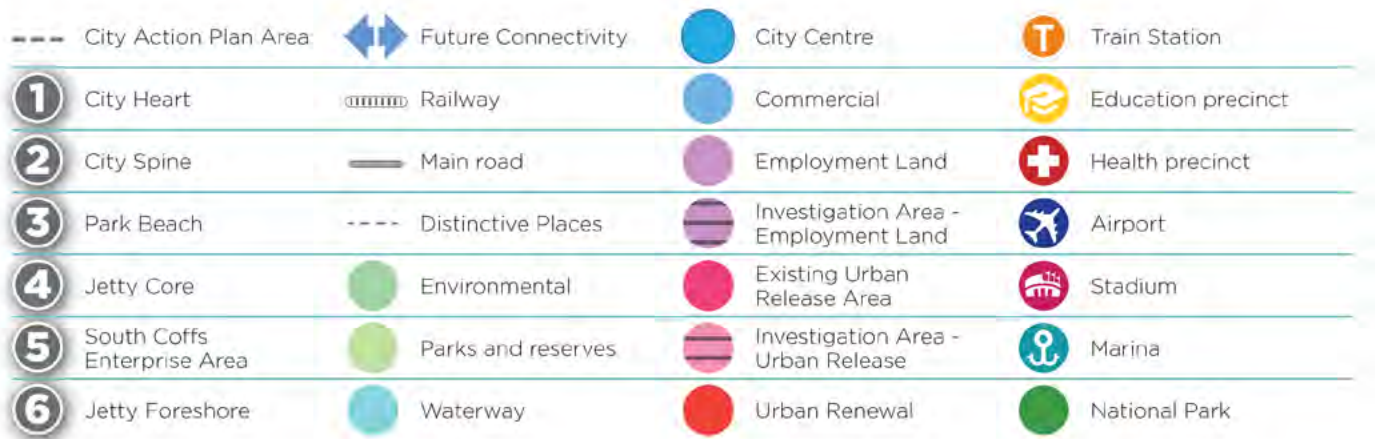 City Action Plan Area Future Connectivity City Centre T Train Station
1 City Heart Railway Commercial Education precinct
2 City Spine Main road Employment Land Health precinct
3 Park Beach Distinctive Places Investigation Area -
Employment Land Airport
4 Jetty Core Environmental Existing Urban
Release Area Stadium
5 South Coffs
Enterprise Area Parks and reserves Investigation Area -
Urban Release Marina
6 Jetty Foreshore Waterway Urban Renewal National Park